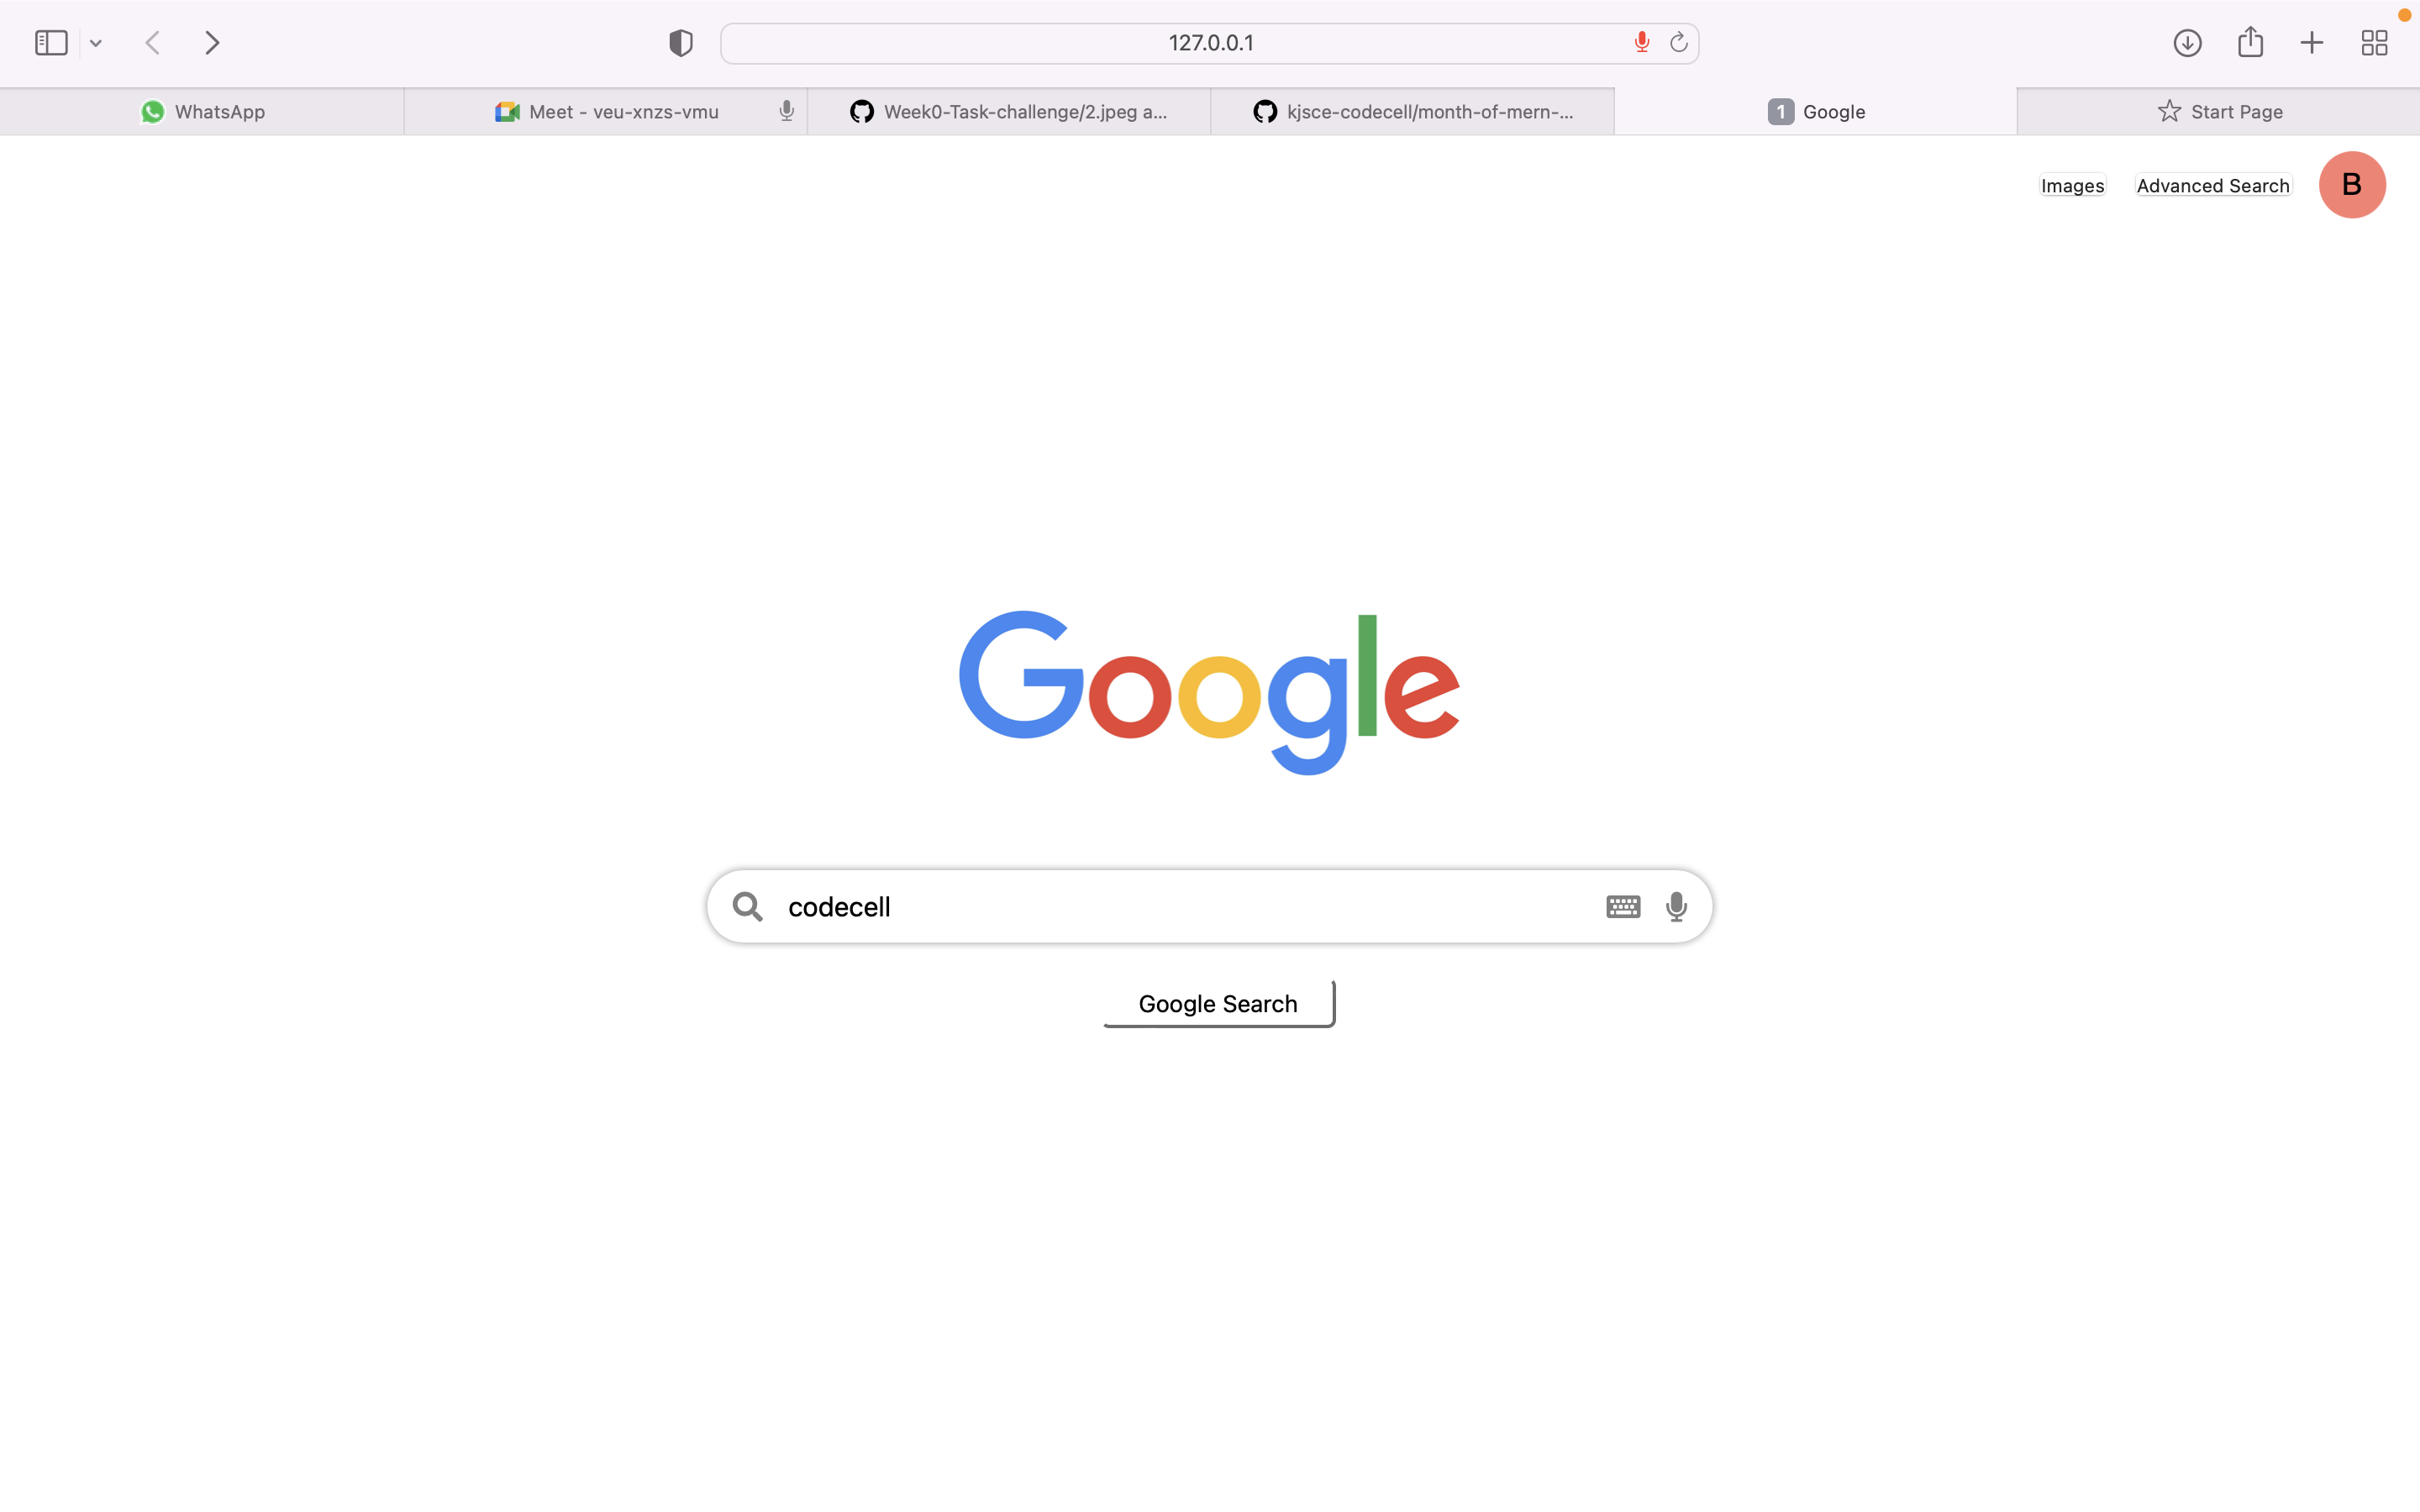 127.0.0.1
WhatsApp
Meet - veu-xnzs-vmu
Week0-Task-challenge/2.jpeg a...
kjsce-codecell/month-of-mern-...
1 Google
Start Page
Images
Advanced Search
B
Google
codecell
Google Search